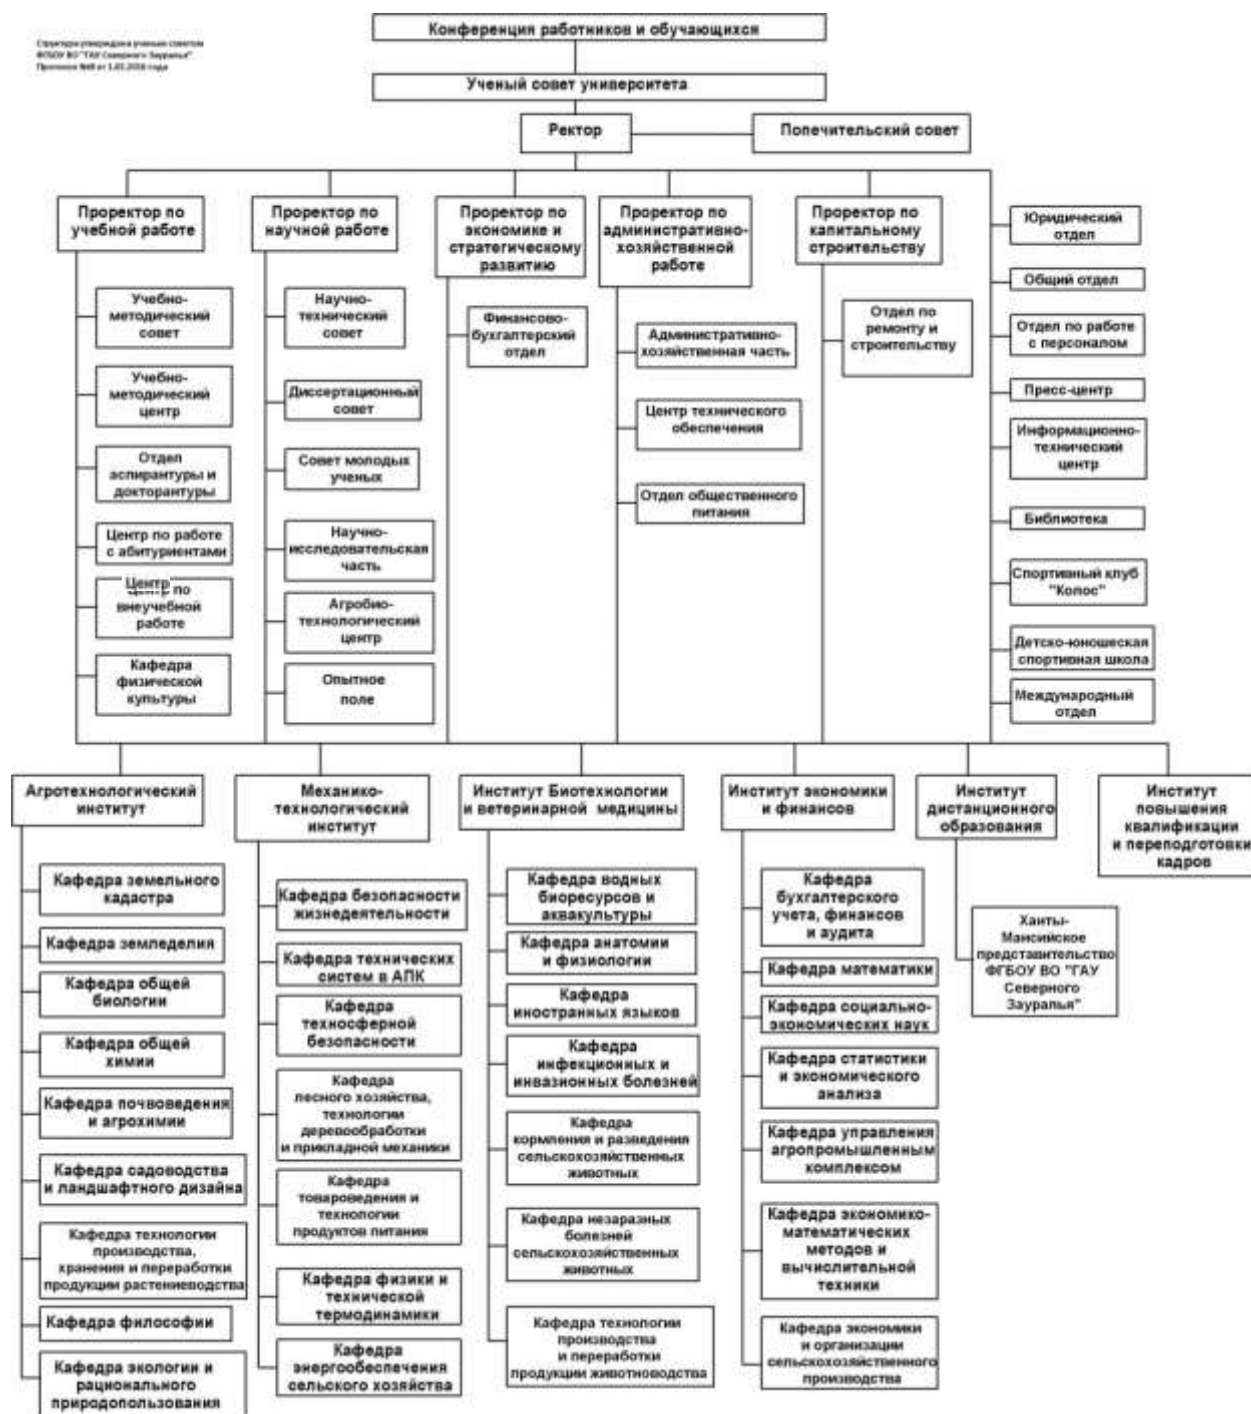 Структура утверждена ученым советом
ФГБОУ ВО "ГАУ Северного Зауралья"
Конференция работников и обучающихся
Ученый совет университета
Ректор
Попечительский совет
Проректор по
учебной работе
Проректор по
научной работе
Проректор по
экономике и
стратегическому
развитию
Проректор по
административно-
хозяйственной
работе
Проректор по
капитальному
строительству
Юридический
отдел
Общий отдел
Отдел по работе
с персоналом
Пресс-центр
Информационно-
технический
центр
Библиотека
Спортивный клуб
"Колос"
Детско-юношеская
спортивная школа
Международный
отдел
Учебно-
методический
совет
Учебно-
методический
центр
Отдел
аспирантуры и
докторантуры
Центр по работе
с абитуриентами
Центр
по
внеучебной
работе
Кафедра
физической
культуры
Научно-
технический
совет
Диссертационный
совет
Совет молодых
ученых
Научно-
исследовательская
часть
Агробио-
технологический
центр
Опытное
поле
Финансово-
бухгалтерский
отдел
Административно-
хозяйственная часть
Центр технического
обеспечения
Отдел общественного
питания
Отдел по
ремонту и
строительству
Агротехнологический
институт
Кафедра земельного
кадастра
Кафедра земледелия
Кафедра общей
биологии
Кафедра общей
химии
Кафедра почвоведения
и агрохимии
Кафедра садоводства
и ландшафтного дизайна
Кафедра технологии
производства,
хранения и переработки
продукции растениеводства
Кафедра философии
Кафедра экологии и
рационального
природопользования
Механико-
технологический
институт
Кафедра безопасности
жизнедеятельности
Кафедра технических
систем в АПК
Кафедра
техносферной
безопасности
Кафедра
лесного хозяйства,
технологии
деревообработки
и прикладной механики
Кафедра
товароведения и
технологии
продуктов питания
Кафедра физики и
технической
термодинамики
Кафедра
энергообеспечения
сельского хозяйства
Институт Биотехнологии
и ветеринарной медицины
Кафедра водных
биоресурсов и
аквакультуры
Кафедра анатомии
и физиологии
Кафедра
иностранных языков
Кафедра
инфекционных и
инвазионных болезней
Кафедра
кормления и разведения
сельскохозяйственных
животных
Кафедра незаразных
болезней
сельскохозяйственных
животных
Кафедра технологии
производства
и переработки
продукции животноводства
Институт экономики
и финансов
Кафедра
бухгалтерского
учета, финансов
и аудита
Кафедра математики
Кафедра социально-
экономических наук
Кафедра статистики
и экономического
анализа
Кафедра управления
агропромышленным
комплексом
Кафедра экономико-
математических
методов и
вычислительной
техники
Кафедра экономики
и организации
сельскохозяйственного
производства
Институт
дистанционного
образования
Ханты-
Мансийское
представительство
ФГБОУ ВО "ГАУ
Северного
Зауралья"
Институт
повышения
квалификации
и переподготовки
кадров